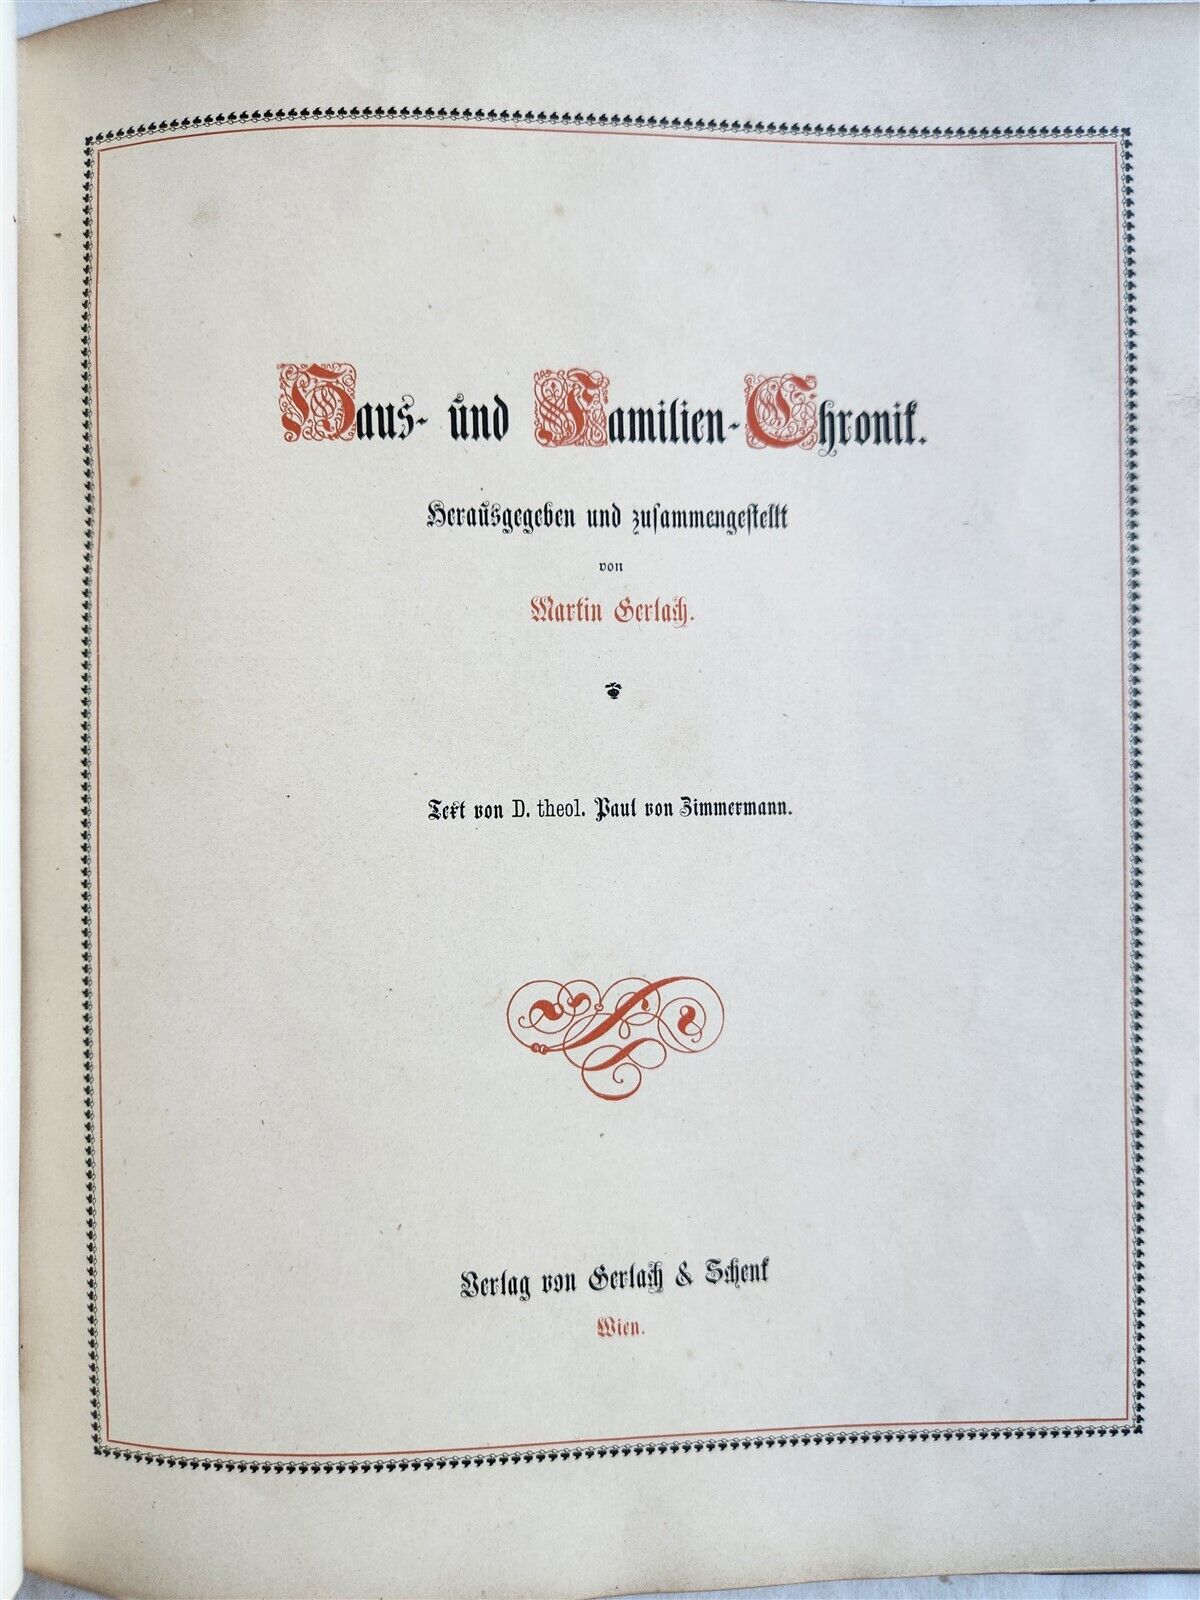 Haus- und Familien-Chronik.
Herausgegeben und zuſammengeſtellt
von
Martin Gerlach.
Text von D. theol. Paul von Zimmermann.
Verlag von Gerlach & Schenk
Wien.